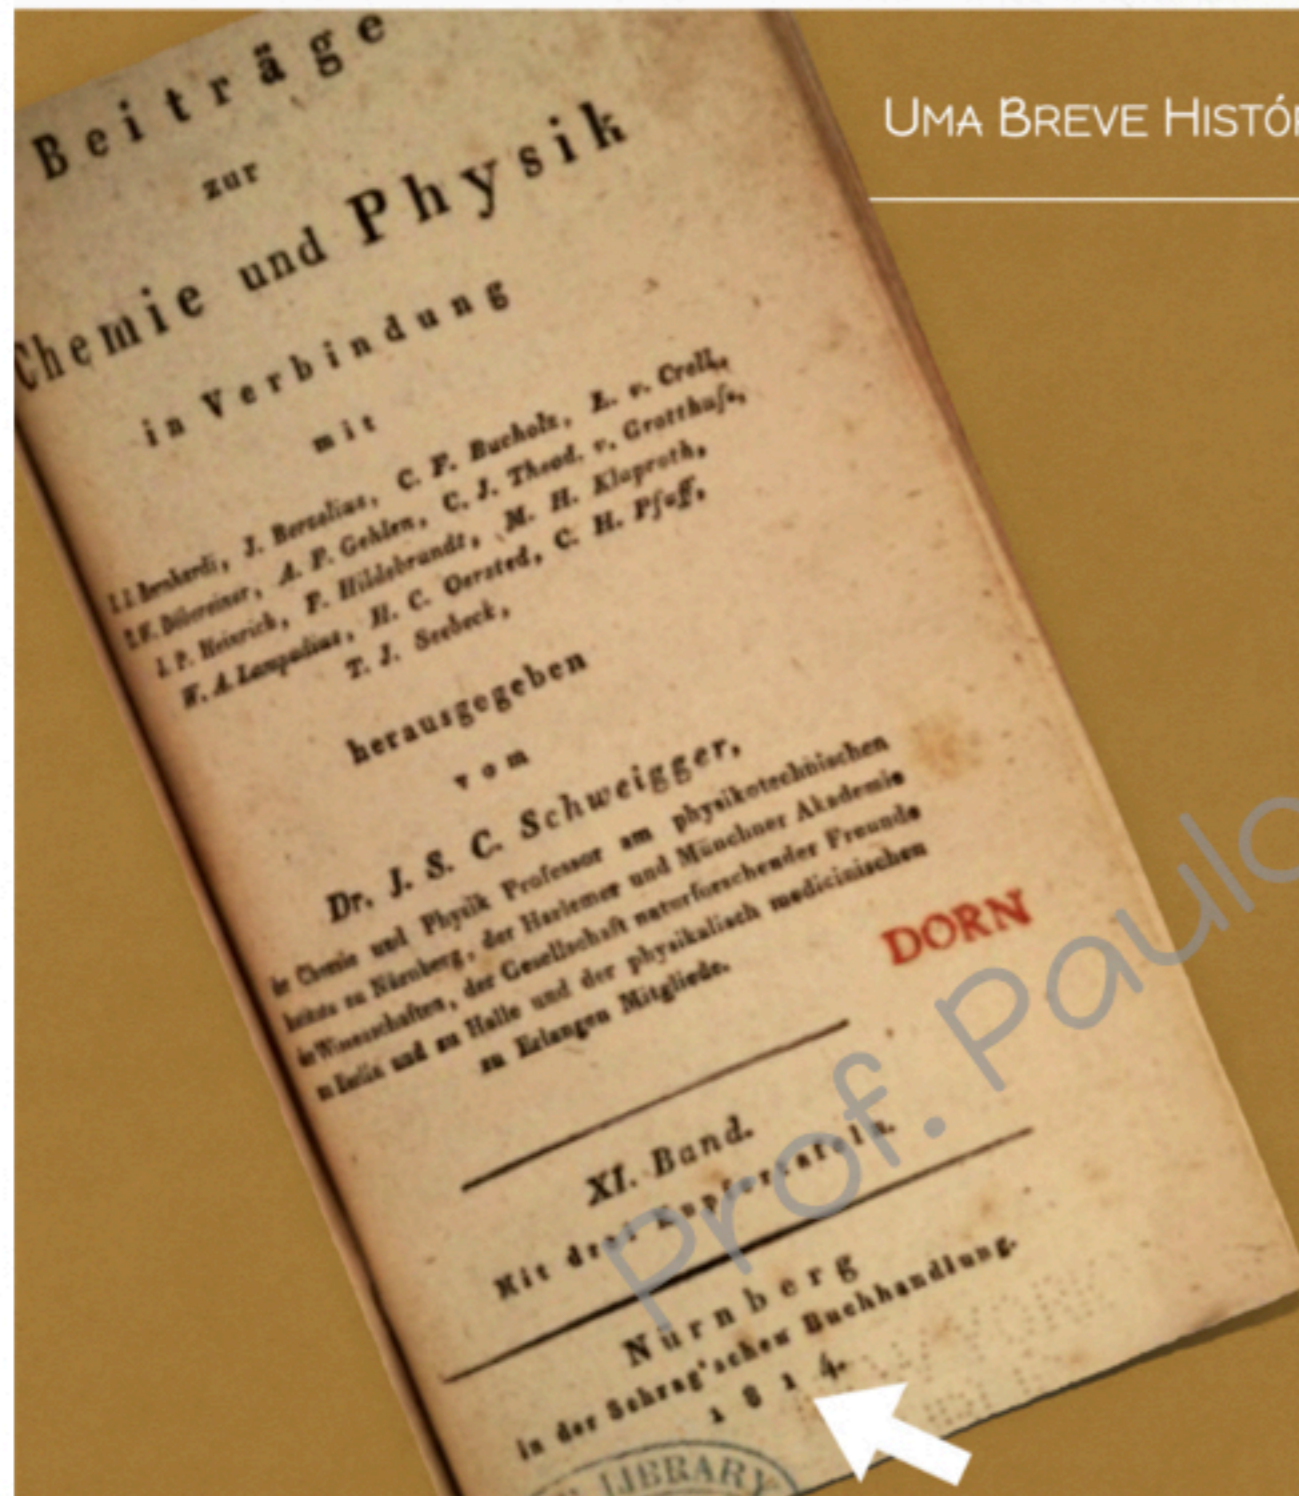 Beiträge
zur
Chemie und Physik
in Verbindung
mit
J. J. Bernhardi, J. Berzelius, C. F. Bucholz, L. v. Crell,
J. W. Döbereiner, A. F. Gehlen, C. J. Theod. v. Grotthuſs,
J. P. Heinrich, F. Hildebrandt, M. H. Klaproth,
W. A. Lampadius, H. C. Oersted, C. H. Pfaff,
T. J. Seebeck,
herausgegeben
vom
Dr. J. S. C. Schweigger,
der Chemie und Physik Professor am physikotechnischen
zu Nürnberg, der Harlemer und Münchner Akademie
der Wissenschaften, der Gesellschaft naturforschender Freunde
zu Berlin und zu Halle und der physikalisch medicinischen
zu Erlangen Mitgliede.
DORN
XI. Band.
Mit drei Kupfertafeln.
Nürnberg
in der Schrag'schen Buchhandlung.
1814.
LIBRARY
UMA BREVE HISTÓR
Prof. Paulo